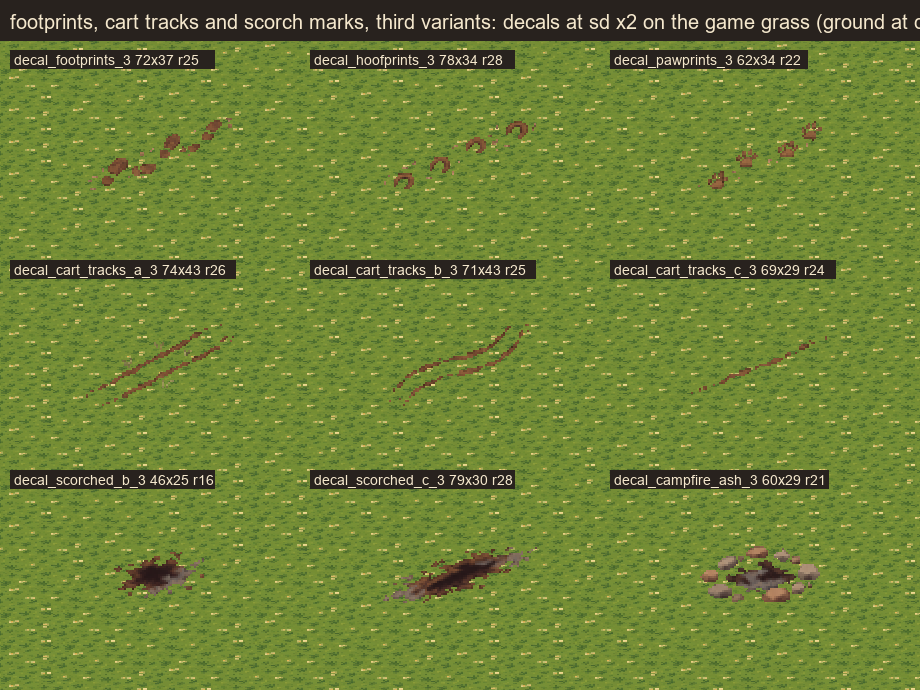 footprints, cart tracks and scorch marks, third variants: decals at sd x2 on the game grass (ground at
decal_footprints_3 72x37 r25
decal_hoofprints_3 78x34 r28
decal_pawprints_3 62x34 r22
decal_cart_tracks_a_3 74x43 r26
decal_cart_tracks_b_3 71x43 r25
decal_cart_tracks_c_3 69x29 r24
decal_scorched_b_3 46x25 r16
decal_scorched_c_3 79x30 r28
decal_campfire_ash_3 60x29 r21